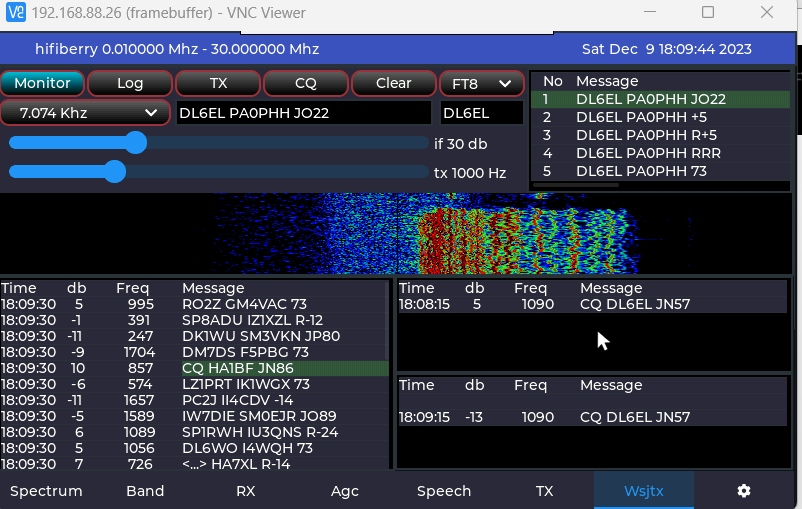 192.168.88.26 (framebuffer) - VNC Viewer
hifiberry 0.010000 Mhz - 30.000000 Mhz
Sat Dec 9 18:09:44 2023
Monitor Log TX CQ Clear FT8
7.074 Khz DL6EL PA0PHH JO22 DL6EL
if 30 db
tx 1000 Hz
No Message
1 DL6EL PA0PHH JO22
2 DL6EL PA0PHH +5
3 DL6EL PA0PHH R+5
4 DL6EL PA0PHH RRR
5 DL6EL PA0PHH 73
Time db Freq Message
18:09:30 5 995 RO2Z GM4VAC 73
18:09:30 -1 391 SP8ADU IZ1XZL R-12
18:09:30 -11 247 DK1WU SM3VKN JP80
18:09:30 -9 1704 DM7DS F5PBG 73
18:09:30 10 857 CQ HA1BF JN86
18:09:30 -6 574 LZ1PRT IK1WGX 73
18:09:30 -11 1657 PC2J II4CDV -14
18:09:30 -5 1589 IW7DIE SM0EJR JO89
18:09:30 6 1089 SP1RWH IU3QNS R-24
18:09:30 5 1056 DL6WO I4WQH 73
18:09:30 7 726 <...> HA7XL R-14
Time db Freq Message
18:08:15 5 1090 CQ DL6EL JN57
Time db Freq Message
18:09:15 -13 1090 CQ DL6EL JN57
Spectrum Band RX Agc Speech TX Wsjtx